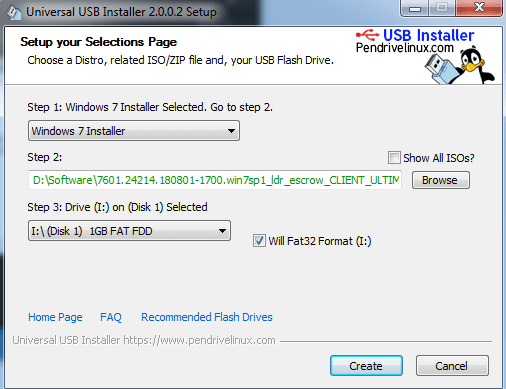 Universal USB Installer 2.0.0.2 Setup
Setup your Selections Page
Choose a Distro, related ISO/ZIP file and, your USB Flash Drive.
USB Installer
Pendrivelinux.com
Step 1: Windows 7 Installer Selected. Go to step 2.
Windows 7 Installer
Step 2:
Show All ISOs?
D:\Software\7601.24214.180801-1700.win7sp1_ldr_escrow_CLIENT_ULTIM
Browse
Step 3: Drive (I:) on (Disk 1) Selected
I:\ (Disk 1) 1GB FAT FDD
Will Fat32 Format (I:)
Home Page FAQ Recommended Flash Drives
Universal USB Installer https://www.pendrivelinux.com
Create Cancel